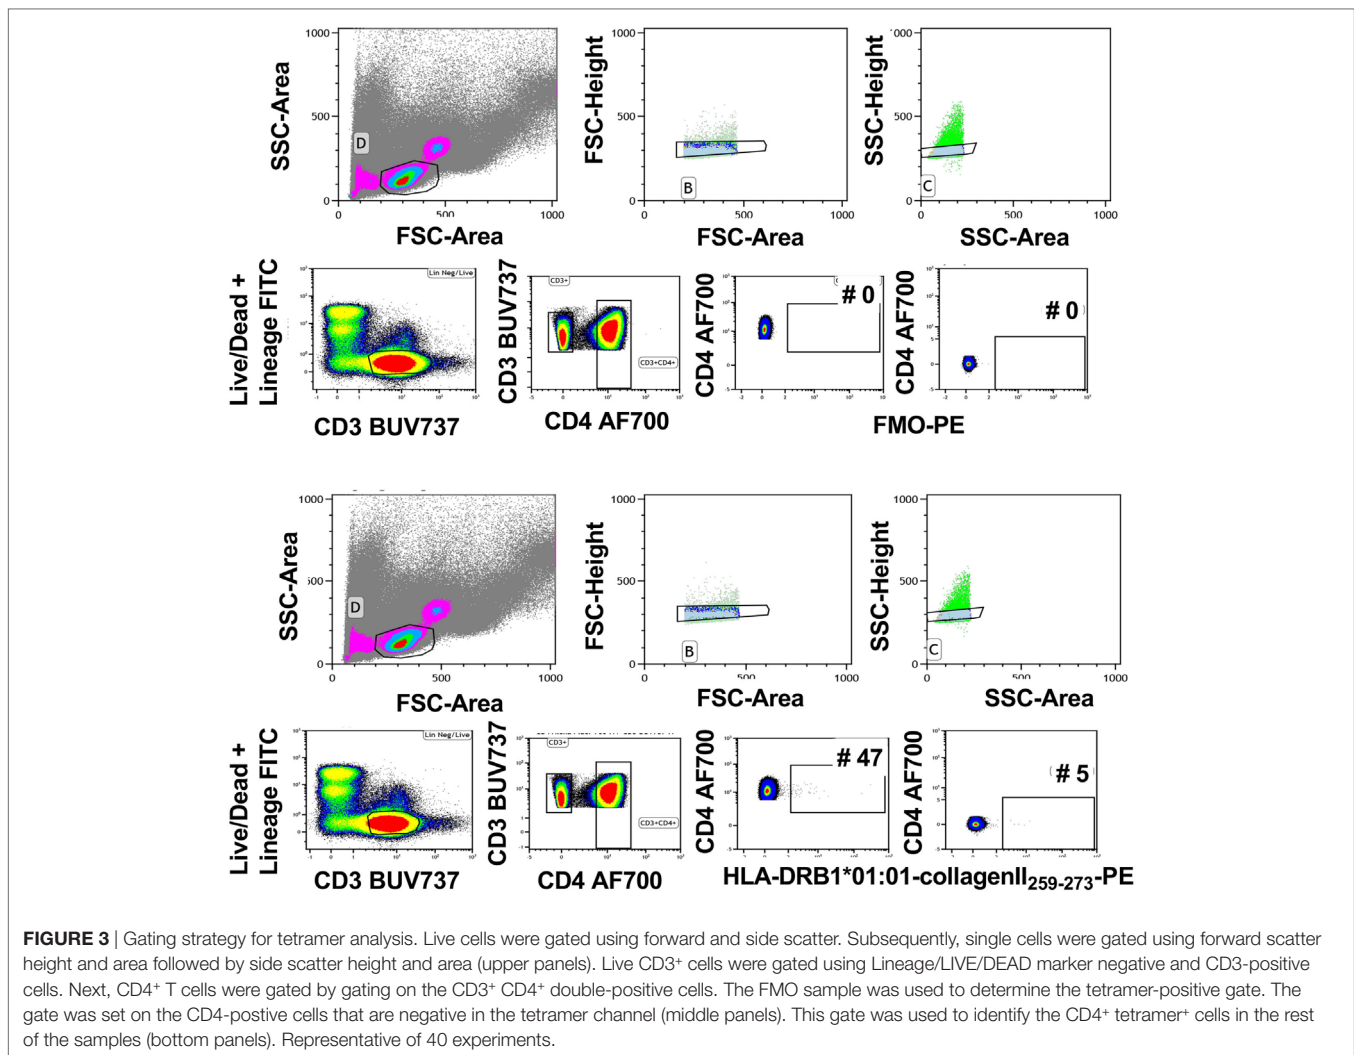 1000
500
0
SSC-Area
D
0
500
1000
FSC-Area
1000
500
0
FSC-Height
B
0
500
1000
FSC-Area
1000
500
0
SSC-Height
C
0
500
1000
SSC-Area
Live/Dead +
Lineage FITC
Lin Neg/Live
CD3 BUV737
CD3 BUV737
CD3+
CD3+CD4+
CD4 AF700
CD4 AF700
# 0
CD4 AF700
# 0
FMO-PE
1000
500
0
SSC-Area
D
0
500
1000
FSC-Area
1000
500
0
FSC-Height
B
0
500
1000
FSC-Area
1000
500
0
SSC-Height
C
0
500
1000
SSC-Area
Live/Dead +
Lineage FITC
Lin Neg/Live
CD3 BUV737
CD3 BUV737
CD3+
CD3+CD4+
CD4 AF700
CD4 AF700
# 47
CD4 AF700
# 5
HLA-DRB1*01:01-collagenII259-273-PE
FIGURE 3 | Gating strategy for tetramer analysis. Live cells were gated using forward and side scatter. Subsequently, single cells were gated using forward scatter
height and area followed by side scatter height and area (upper panels). Live CD3⁺ cells were gated using Lineage/LIVE/DEAD marker negative and CD3-positive
cells. Next, CD4⁺ T cells were gated by gating on the CD3⁺ CD4⁺ double-positive cells. The FMO sample was used to determine the tetramer-positive gate. The
gate was set on the CD4-postive cells that are negative in the tetramer channel (middle panels). This gate was used to identify the CD4⁺ tetramer⁺ cells in the rest
of the samples (bottom panels). Representative of 40 experiments.